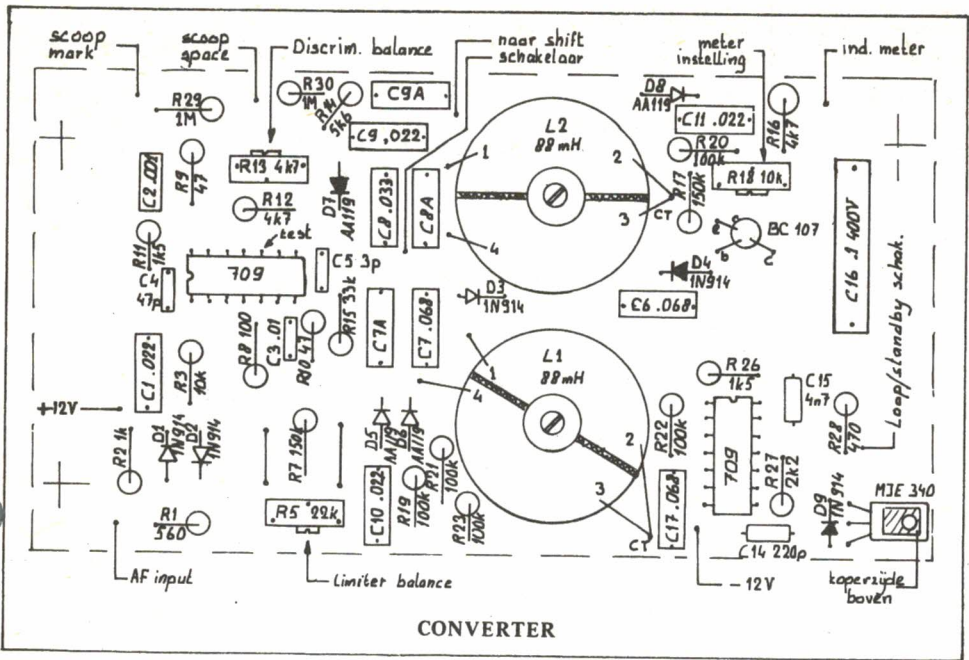 scoop
mark
scoop
space
Discrim. balance
naar shift
schakelaar
meter
instelling
ind. meter
R29
1M
R30
1M
R14
5k6
C9A
C9 ,022
D8
AA119
C11 .022
R16
4k7
C2 .001
R9
47
R13 4k7
R12
4k7
D7
AA119
C8 .033
C8A
1
L2
88mH
2
3
4
CT
R20
100k
R17
150k
R18 10k
e
b
c
BC 107
C16 .1 400V
R11
1k5
C4
47p
test
709
C5 3p
R15 33k
D3
1N914
D4
1N914
C6 .068
C1 .022
R3
10k
R8 100
C3 .01
R10 47
C7A
C7 .068
1
4
L1
88mH
2
3
CT
R26
1k5
C15
4n7
Loop/standby schak.
+12V
R2 1k
D1
1N914
D2
1N914
R7 150k
D5
AA119
D6
AA119
R21
100k
R22
100k
709
R27
2k2
R28
470
R1
560
R5 22k
C10 .022
R19
100k
R23
100k
C17 .068
C14 220p
D9
1N914
MJE 340
AF input
Limiter balance
-12V
koperzijde
boven
CONVERTER